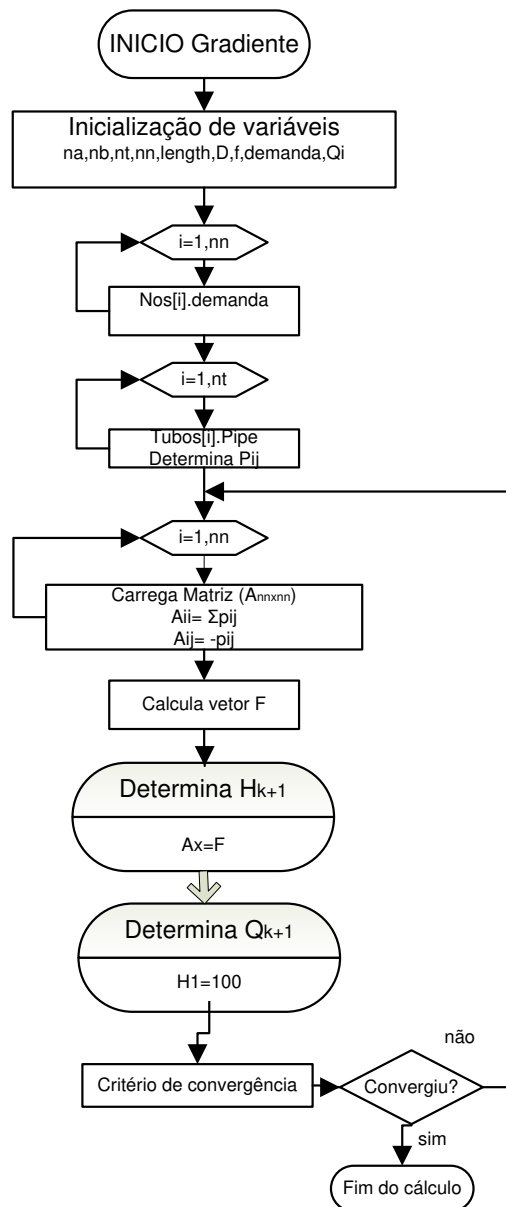 INICIO Gradiente
Inicialização de variáveis
na,nb,nt,nn,length,D,f,demanda,Qi
i=1,nn
Nos[i].demanda
i=1,nt
Tubos[i].Pipe
Determina Pij
i=1,nn
Carrega Matriz (Annxnn)
Aii= Σpij
Aij= -pij
Calcula vetor F
Determina Hk+1
Ax=F
Determina Qk+1
H1=100
não
Critério de convergência
Convergiu?
sim
Fim do cálculo